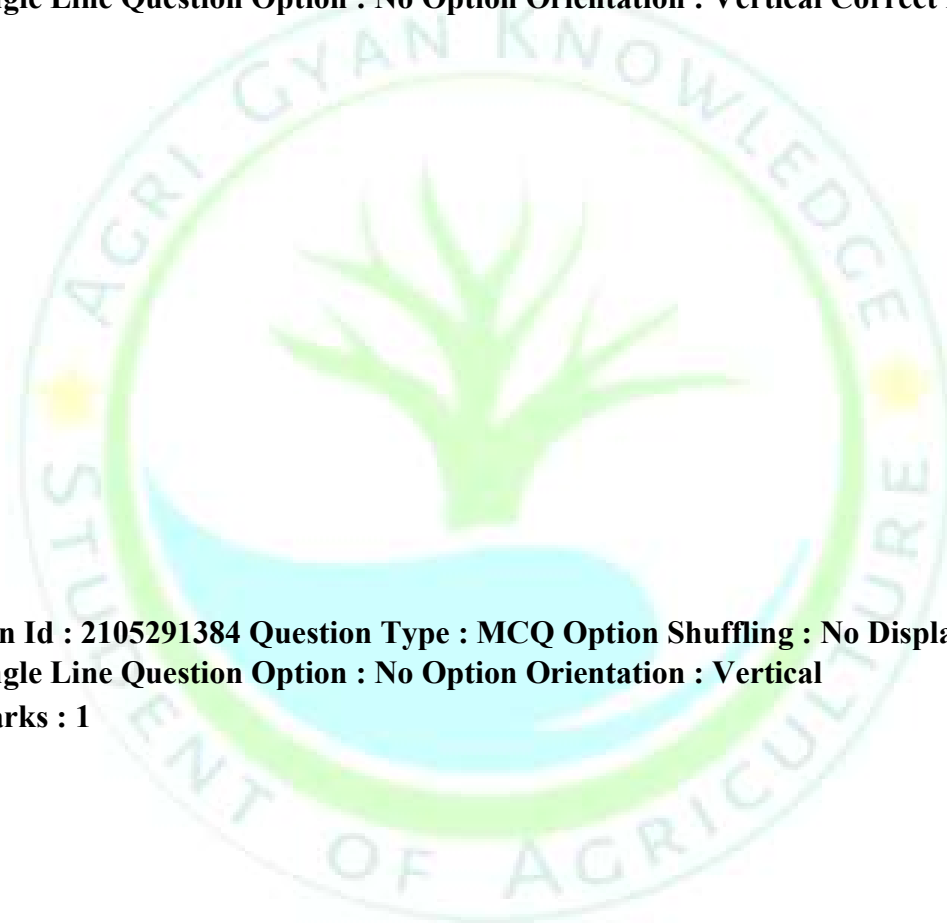 gle Line Question Option : No Option Orientation : Vertical Correct
AGRI GYAN KNOWLEDGE
STUDENT OF AGRICULTURE
n Id : 2105291384 Question Type : MCQ Option Shuffling : No Displa
gle Line Question Option : No Option Orientation : Vertical
arks : 1